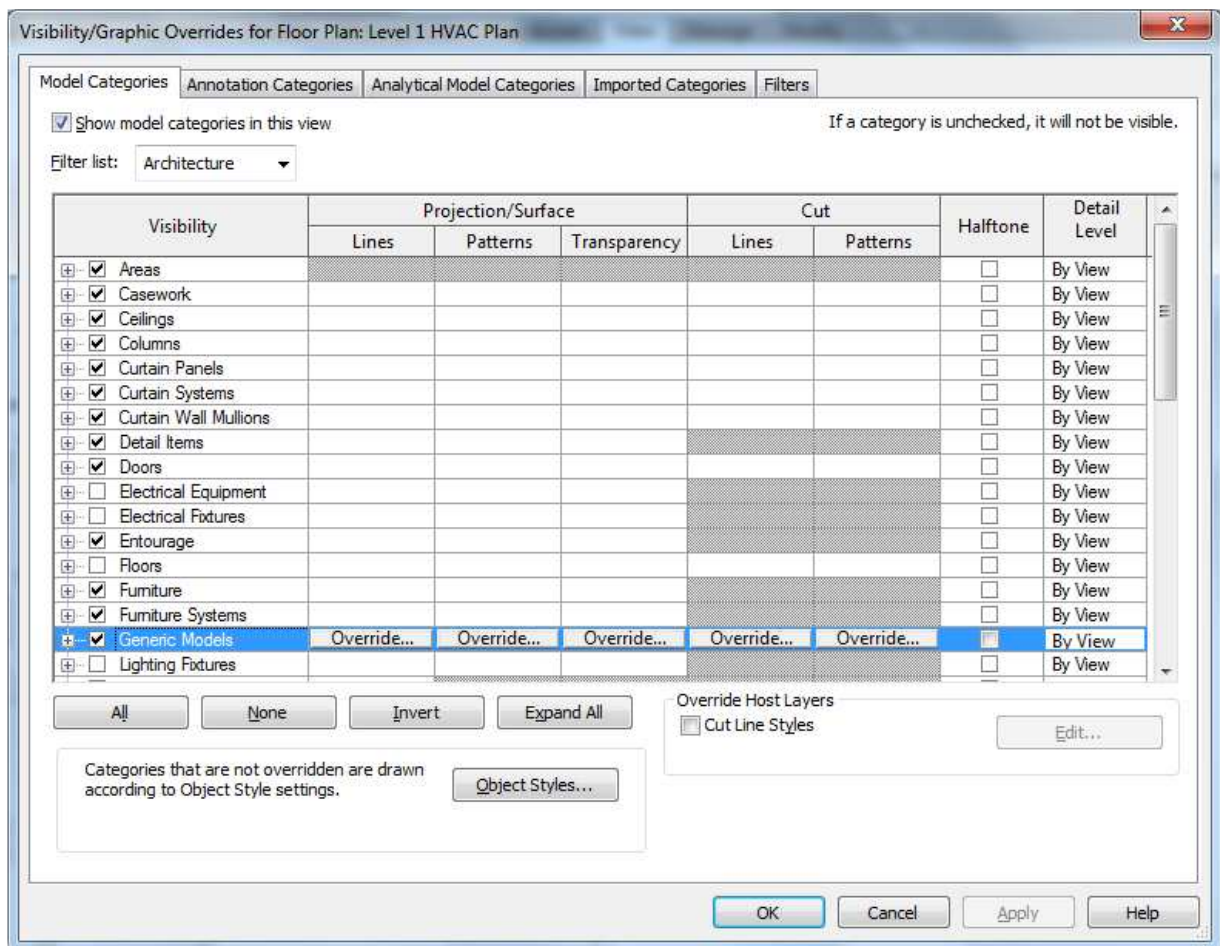 Visibility/Graphic Overrides for Floor Plan: Level 1 HVAC Plan
Model Categories Annotation Categories Analytical Model Categories Imported Categories Filters
Show model categories in this view If a category is unchecked, it will not be visible.
Filter list: Architecture
Visibility Projection/Surface Cut Halftone Detail Level
Lines Patterns Transparency Lines Patterns
Areas By View
Casework By View
Ceilings By View
Columns By View
Curtain Panels By View
Curtain Systems By View
Curtain Wall Mullions By View
Detail Items By View
Doors By View
Electrical Equipment By View
Electrical Fixtures By View
Entourage By View
Floors By View
Furniture By View
Furniture Systems By View
Generic Models Override... Override... Override... Override... Override... By View
Lighting Fixtures By View
All None Invert Expand All
Override Host Layers
Cut Line Styles Edit...
Categories that are not overridden are drawn
according to Object Style settings.
Object Styles...
OK Cancel Apply Help